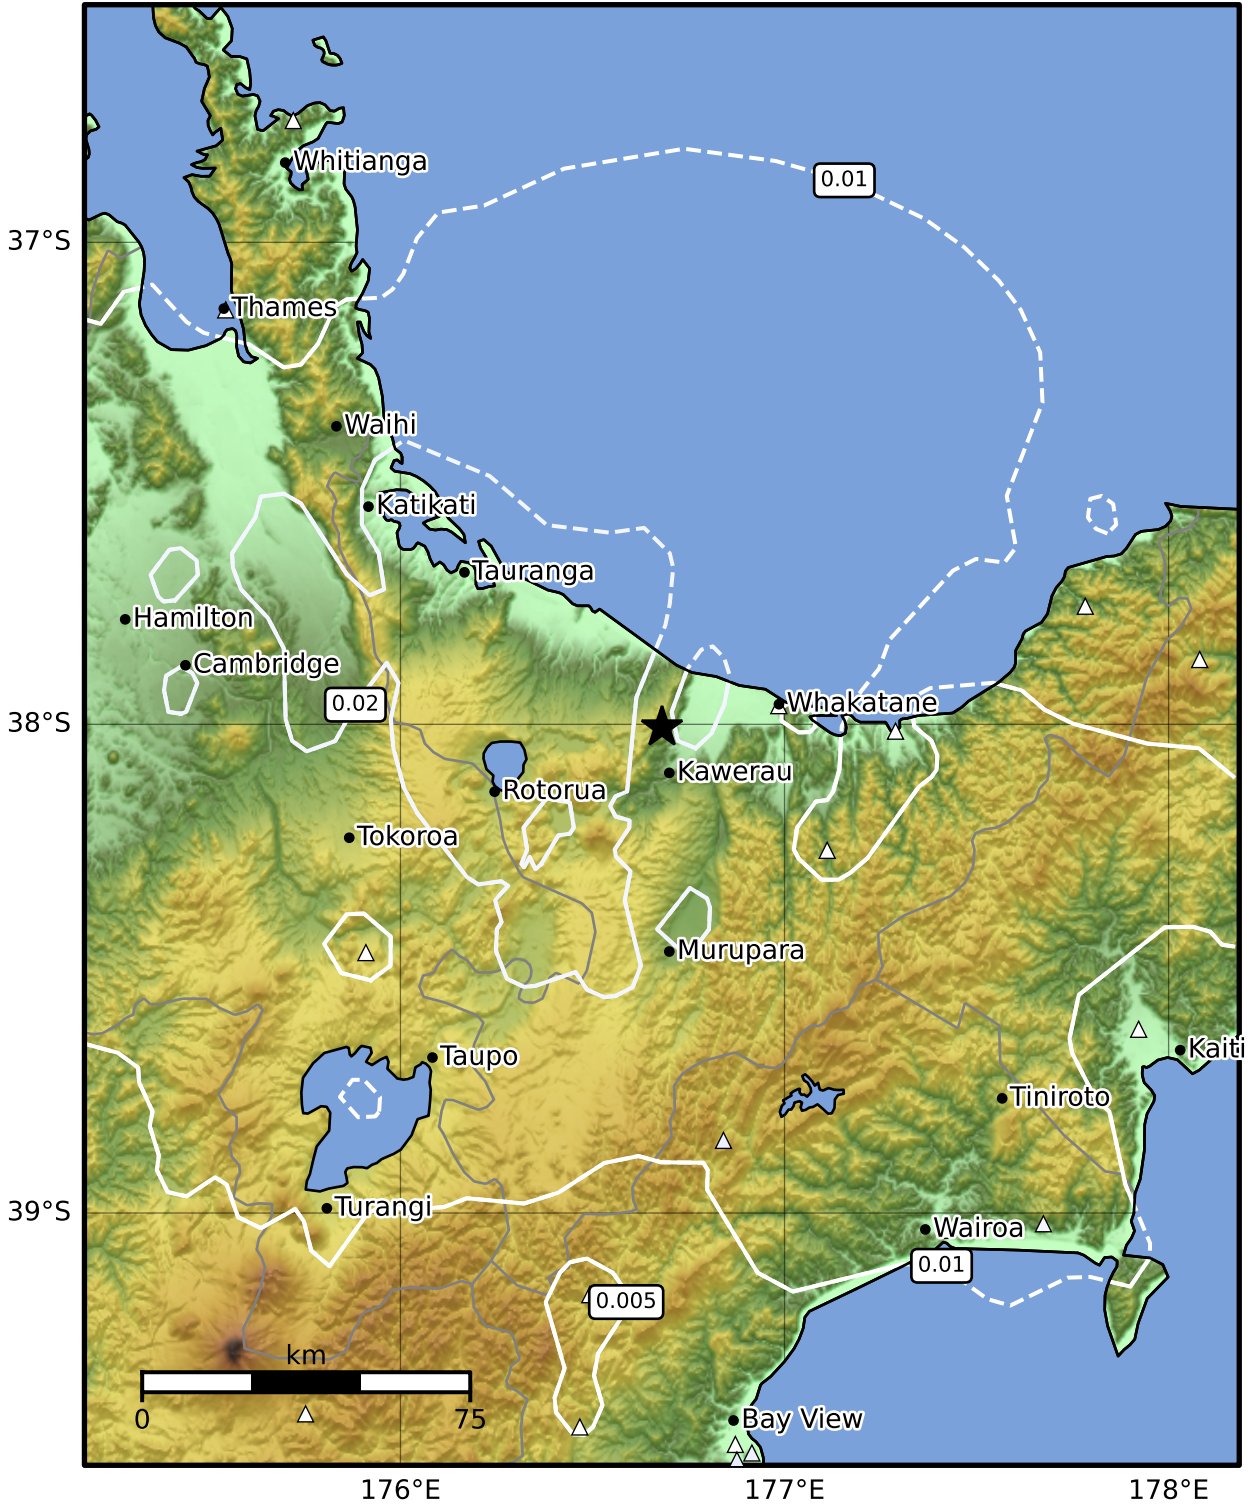 Whitianga
0.01
37°S
Thames
Waihi
Katikati
Tauranga
Hamilton
Cambridge
0.02
Whakatane
38°S
Kawerau
Rotorua
Tokoroa
Murupara
Kaiti
Taupo
Tiniroto
39°S
Turangi
Wairoa
0.01
0.005
km
0
75
Bay View
176°E
177°E
178°E